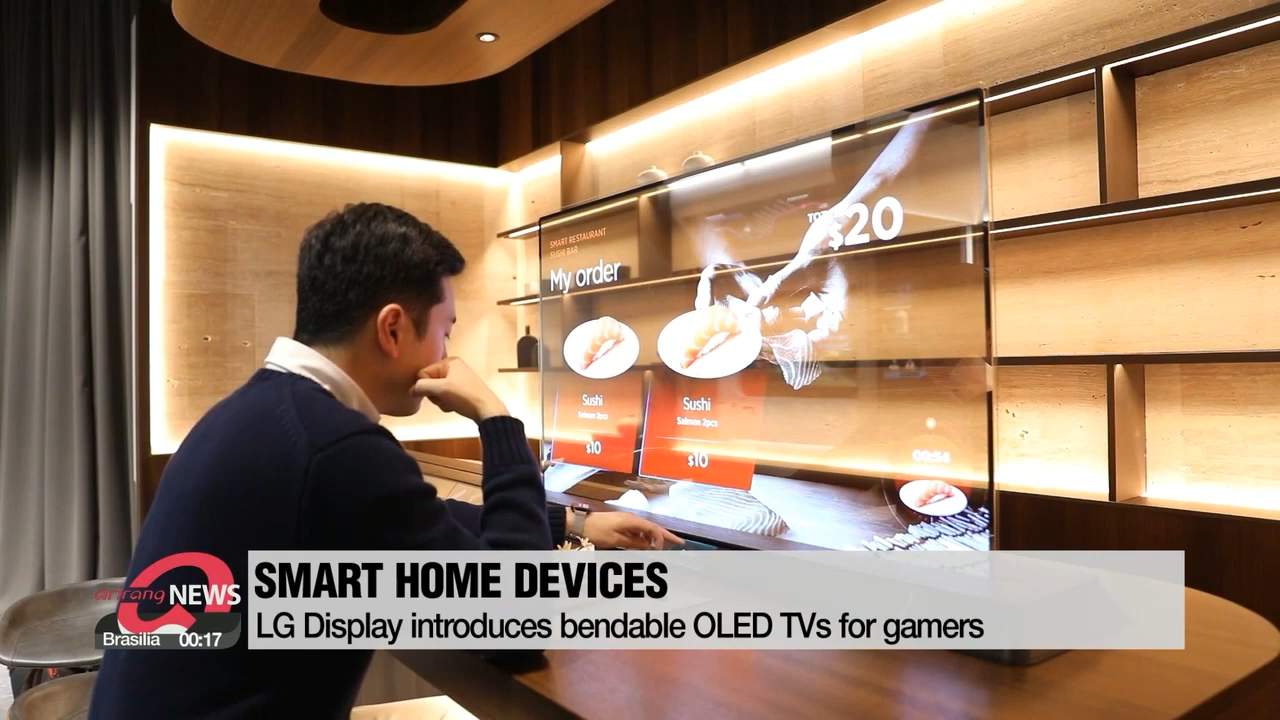 SMART RESTAURANT
SUSHI BAR
My order
$20
Sushi
Salmon 2pcs
$10
Sushi
Salmon 2pcs
$10
00:54
arirang NEWS
Brasilia 00:17
SMART HOME DEVICES
LG Display introduces bendable OLED TVs for gamers